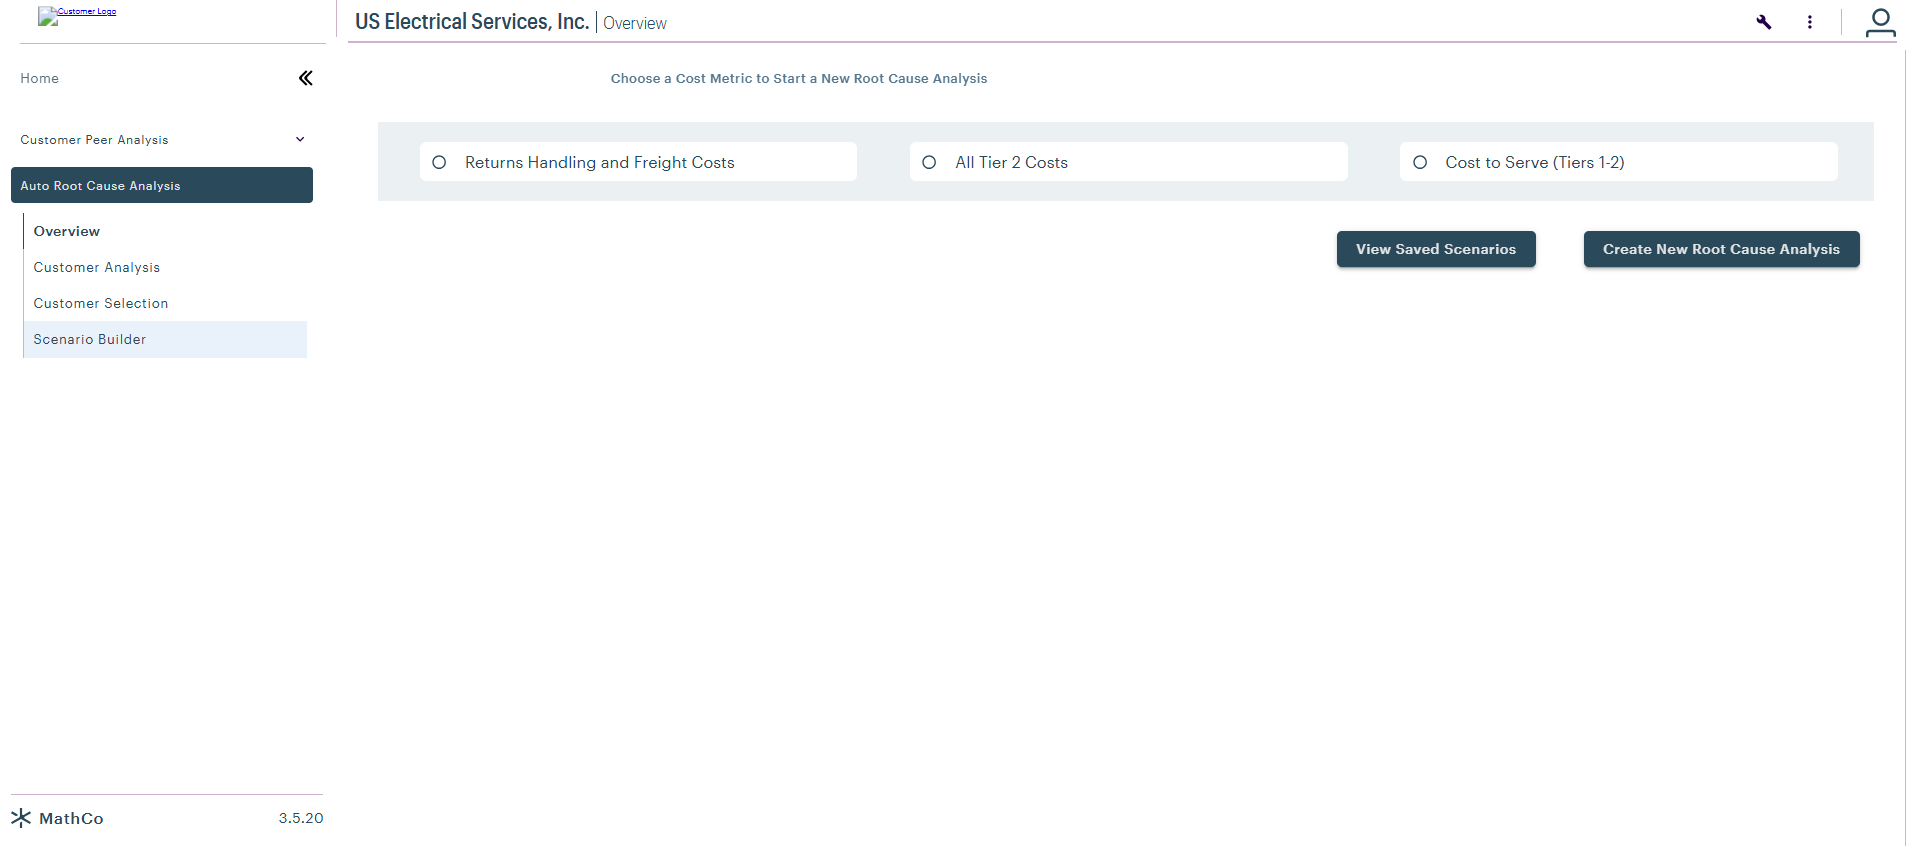 Customer Logo
US Electrical Services, Inc. Overview
Home
Choose a Cost Metric to Start a New Root Cause Analysis
Customer Peer Analysis
Auto Root Cause Analysis
Overview
Customer Analysis
Customer Selection
Scenario Builder
Returns Handling and Freight Costs
All Tier 2 Costs
Cost to Serve (Tiers 1-2)
View Saved Scenarios
Create New Root Cause Analysis
MathCo
3.5.20